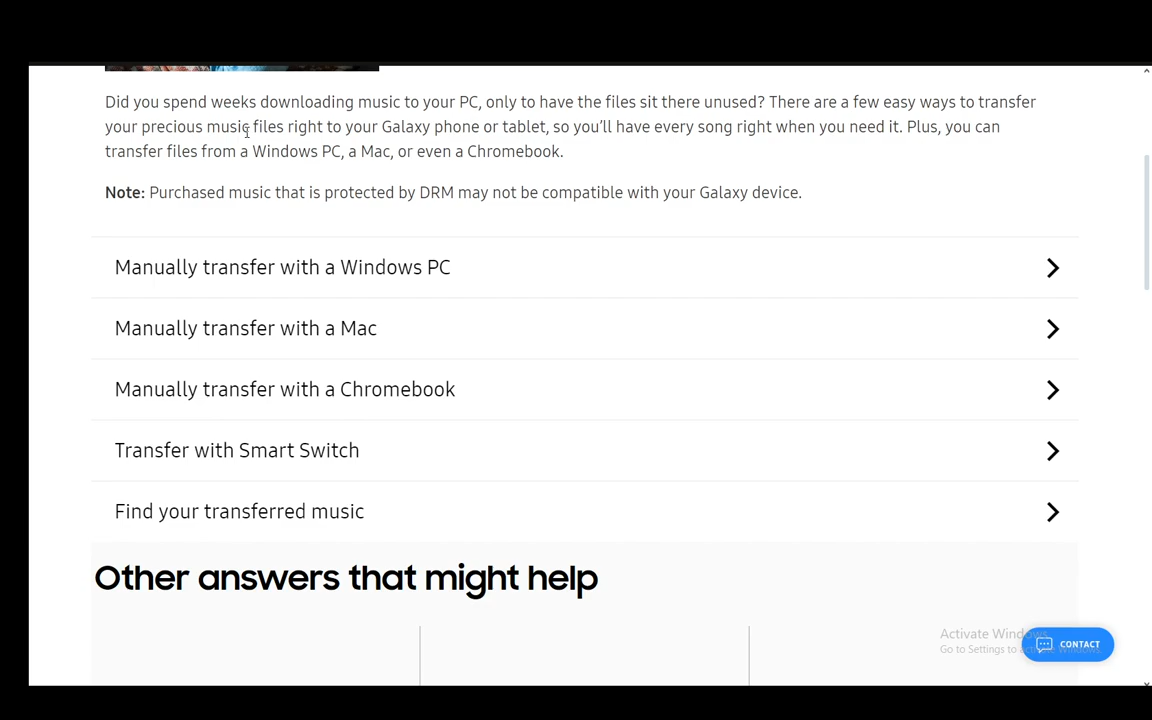 Did you spend weeks downloading music to your PC, only to have the files sit there unused? There are a few easy ways to transfer
your precious music files right to your Galaxy phone or tablet, so you'll have every song right when you need it. Plus, you can
transfer files from a Windows PC, a Mac, or even a Chromebook.
Note: Purchased music that is protected by DRM may not be compatible with your Galaxy device.
Manually transfer with a Windows PC
Manually transfer with a Mac
Manually transfer with a Chromebook
Transfer with Smart Switch
Find your transferred music
Other answers that might help
Activate Windows
Go to Settings to activate Windows.
CONTACT